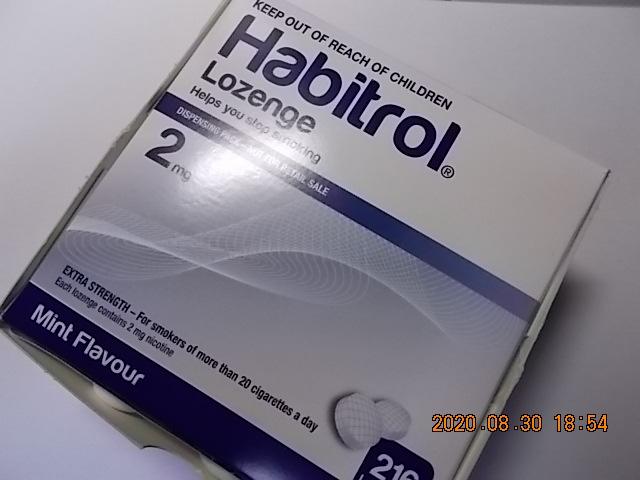 KEEP OUT OF REACH OF CHILDREN
Habitrol®
Lozenge
Helps you stop smoking
DISPENSING PACK – NOT FOR RETAIL SALE
2 mg
EXTRA STRENGTH – For smokers of more than 20 cigarettes a day
Each lozenge contains 2 mg nicotine
Mint Flavour
216
2020.08.30 18:54